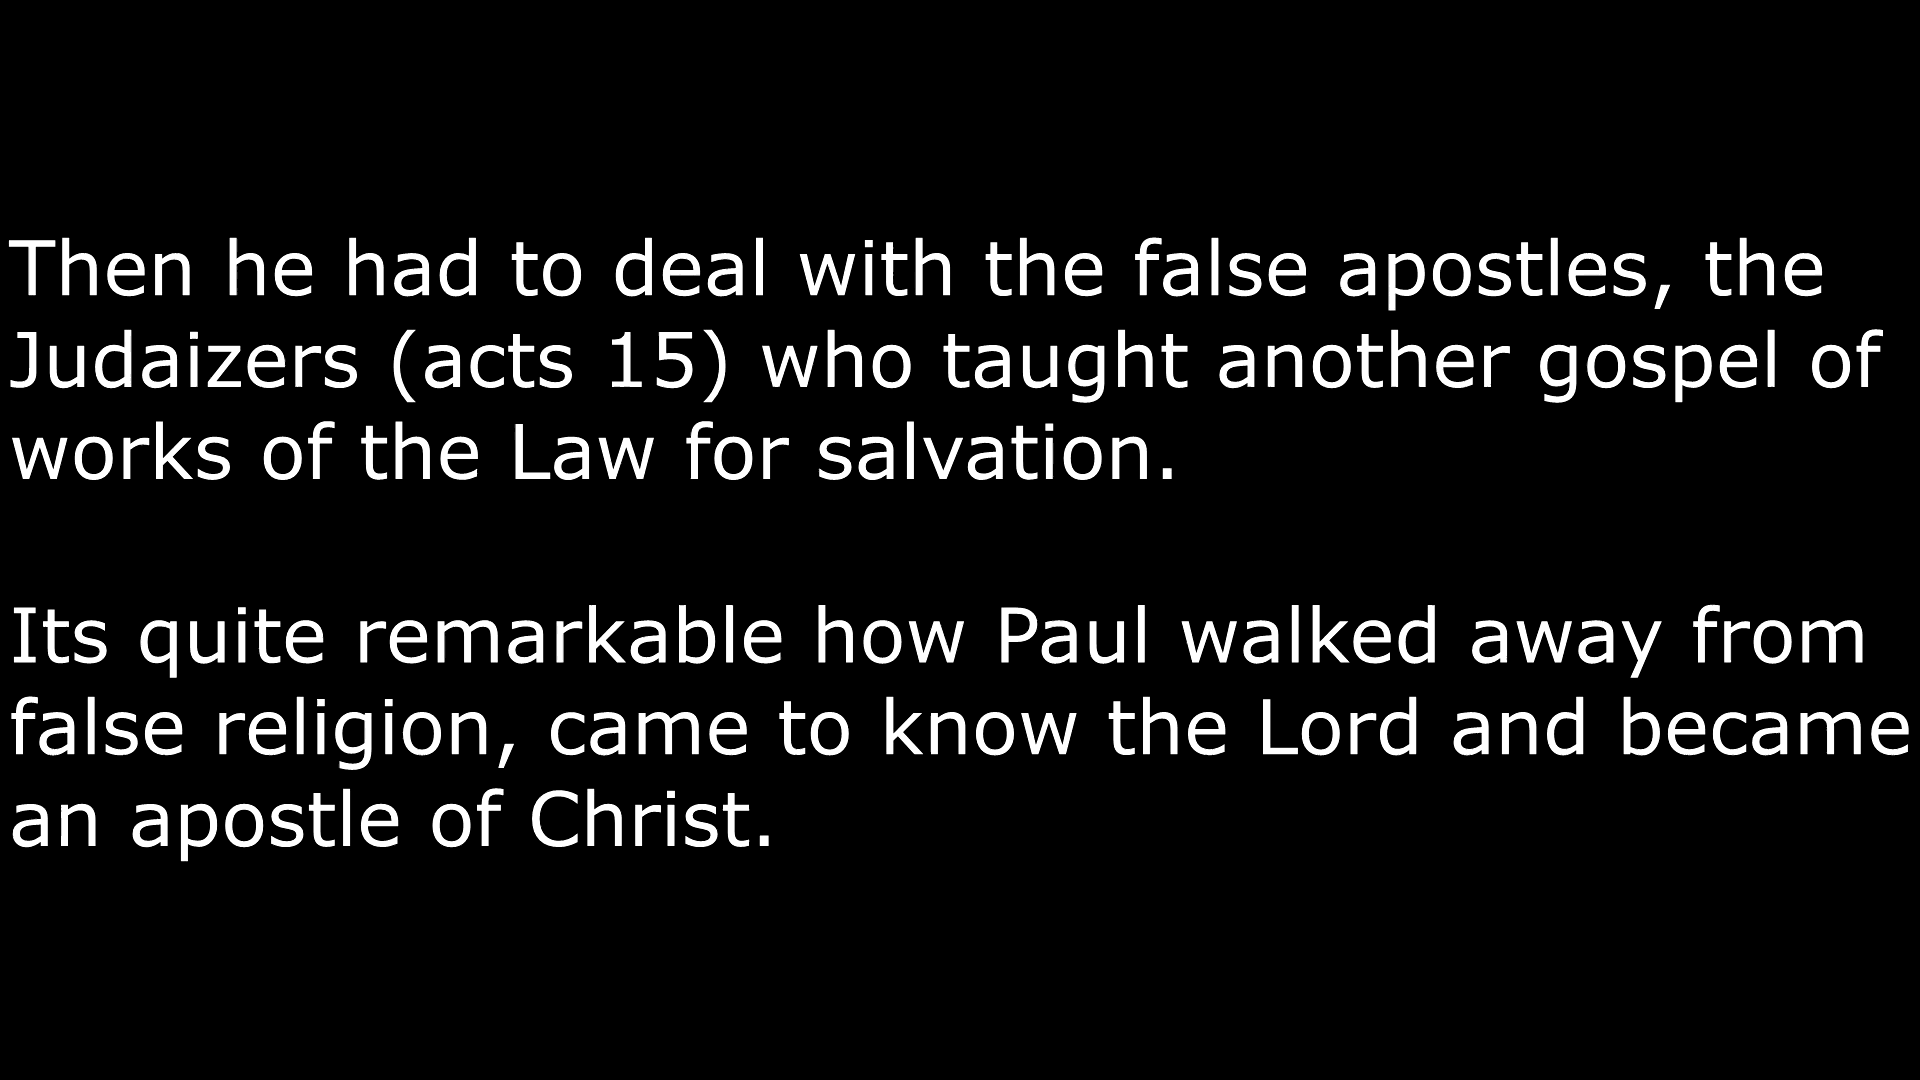 Then he had to deal with the false apostles, the
Judaizers (acts 15) who taught another gospel of
works of the Law for salvation.
Its quite remarkable how Paul walked away from
false religion, came to know the Lord and became
an apostle of Christ.